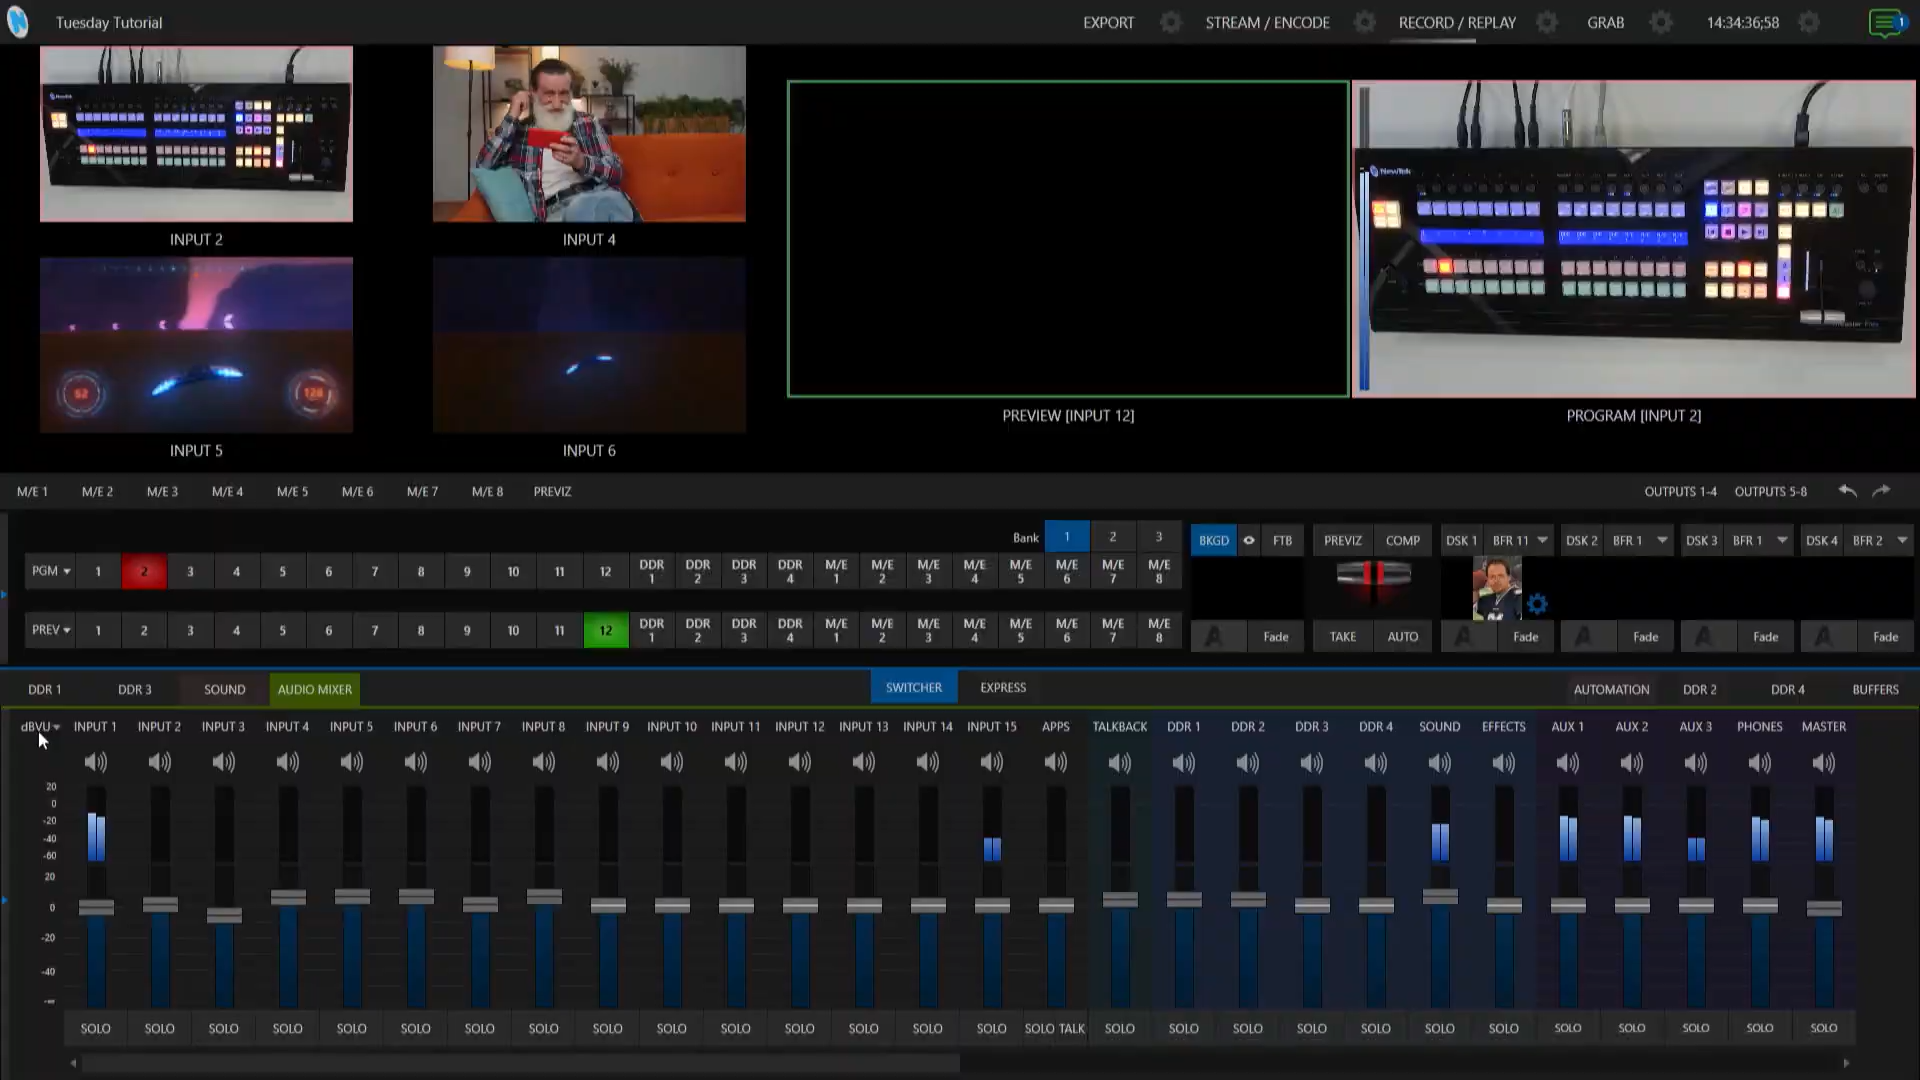 Tuesday Tutorial
EXPORT STREAM / ENCODE RECORD / REPLAY GRAB 14:34:36;58 1
INPUT 2 INPUT 4
INPUT 5 INPUT 6
52 128
NewTek
PREVIEW [INPUT 12] PROGRAM [INPUT 2]
M/E 1 M/E 2 M/E 3 M/E 4 M/E 5 M/E 6 M/E 7 M/E 8 PREVIZ OUTPUTS 1-4 OUTPUTS 5-8
Bank 1 2 3
BKGD FTB PREVIZ COMP DSK 1 BFR 11 DSK 2 BFR 1 DSK 3 BFR 1 DSK 4 BFR 2
PGM 1 2 3 4 5 6 7 8 9 10 11 12 DDR 1 DDR 2 DDR 3 DDR 4 M/E 1 M/E 2 M/E 3 M/E 4 M/E 5 M/E 6 M/E 7 M/E 8
PREV 1 2 3 4 5 6 7 8 9 10 11 12 DDR 1 DDR 2 DDR 3 DDR 4 M/E 1 M/E 2 M/E 3 M/E 4 M/E 5 M/E 6 M/E 7 M/E 8
A Fade TAKE AUTO A Fade A Fade A Fade A Fade
DDR 1 DDR 3 SOUND AUDIO MIXER SWITCHER EXPRESS AUTOMATION DDR 2 DDR 4 BUFFERS
dBVU INPUT 1 INPUT 2 INPUT 3 INPUT 4 INPUT 5 INPUT 6 INPUT 7 INPUT 8 INPUT 9 INPUT 10 INPUT 11 INPUT 12 INPUT 13 INPUT 14 INPUT 15 APPS TALKBACK DDR 1 DDR 2 DDR 3 DDR 4 SOUND EFFECTS AUX 1 AUX 2 AUX 3 PHONES MASTER
20
0
-20
-40
-60
20
0
-20
-40
-∞
SOLO SOLO SOLO SOLO SOLO SOLO SOLO SOLO SOLO SOLO SOLO SOLO SOLO SOLO SOLO SOLO TALK SOLO SOLO SOLO SOLO SOLO SOLO SOLO SOLO SOLO SOLO SOLO SOLO